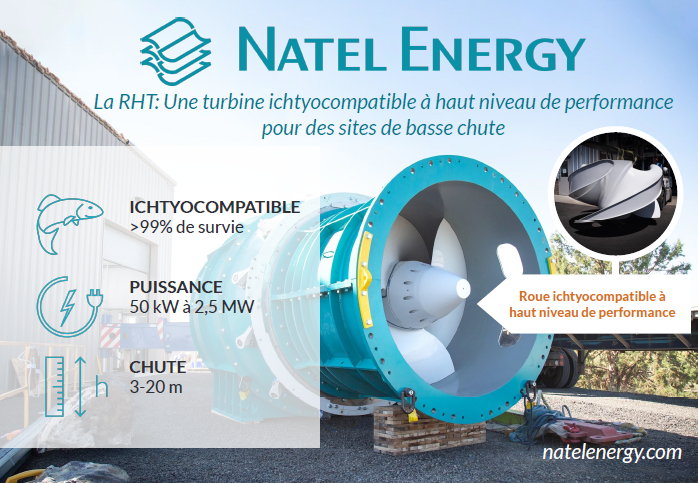 NATEL ENERGY
La RHT: Une turbine ichtyocompatible à haut niveau de performance
pour des sites de basse chute
ICHTYOCOMPATIBLE
>99% de survie
PUISSANCE
50 kW à 2,5 MW
CHUTE
3-20 m
h
Roue ichtyocompatible à
haut niveau de performance
natelenergy.com